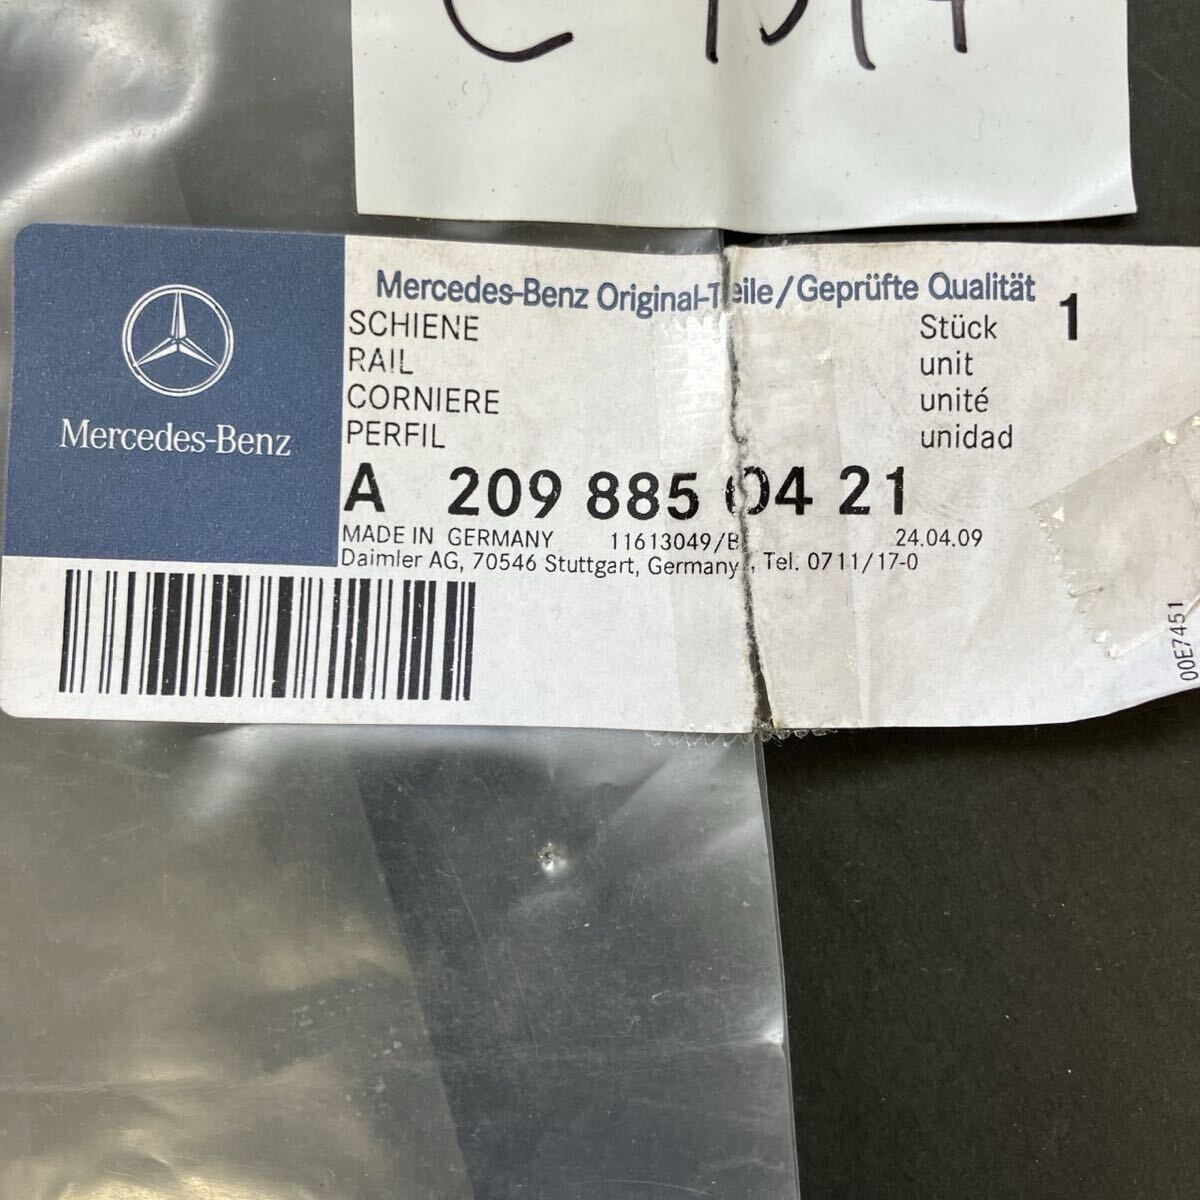 Mercedes-Benz
Mercedes-Benz Original-Teile/Geprüfte Qualität
SCHIENE
RAIL
CORNIERE
PERFIL
Stück 1
unit
unité
unidad
A 209 885 04 21
MADE IN GERMANY 11613049/B 24.04.09
Daimler AG, 70546 Stuttgart, Germany, Tel. 0711/17-0
00E7451